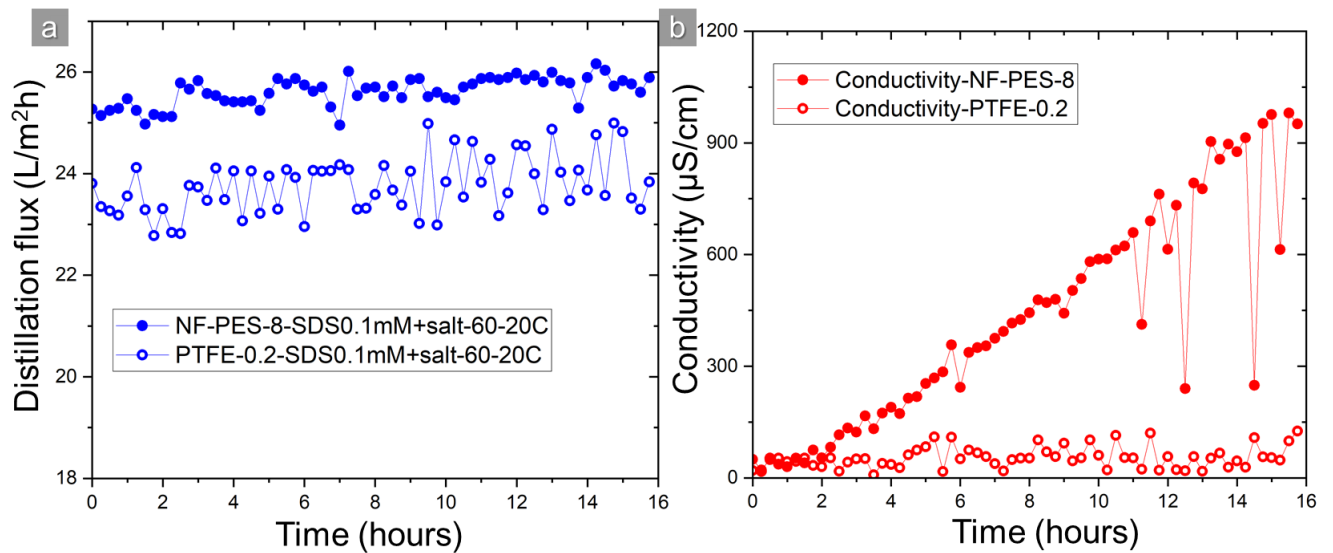 a
Distillation flux (L/m²h)
26
24
22
20
18
NF-PES-8-SDS0.1mM+salt-60-20C
PTFE-0.2-SDS0.1mM+salt-60-20C
0 2 4 6 8 10 12 14 16
Time (hours)
b
Conductivity (µS/cm)
1200
900
600
300
0
Conductivity-NF-PES-8
Conductivity-PTFE-0.2
0 2 4 6 8 10 12 14 16
Time (hours)